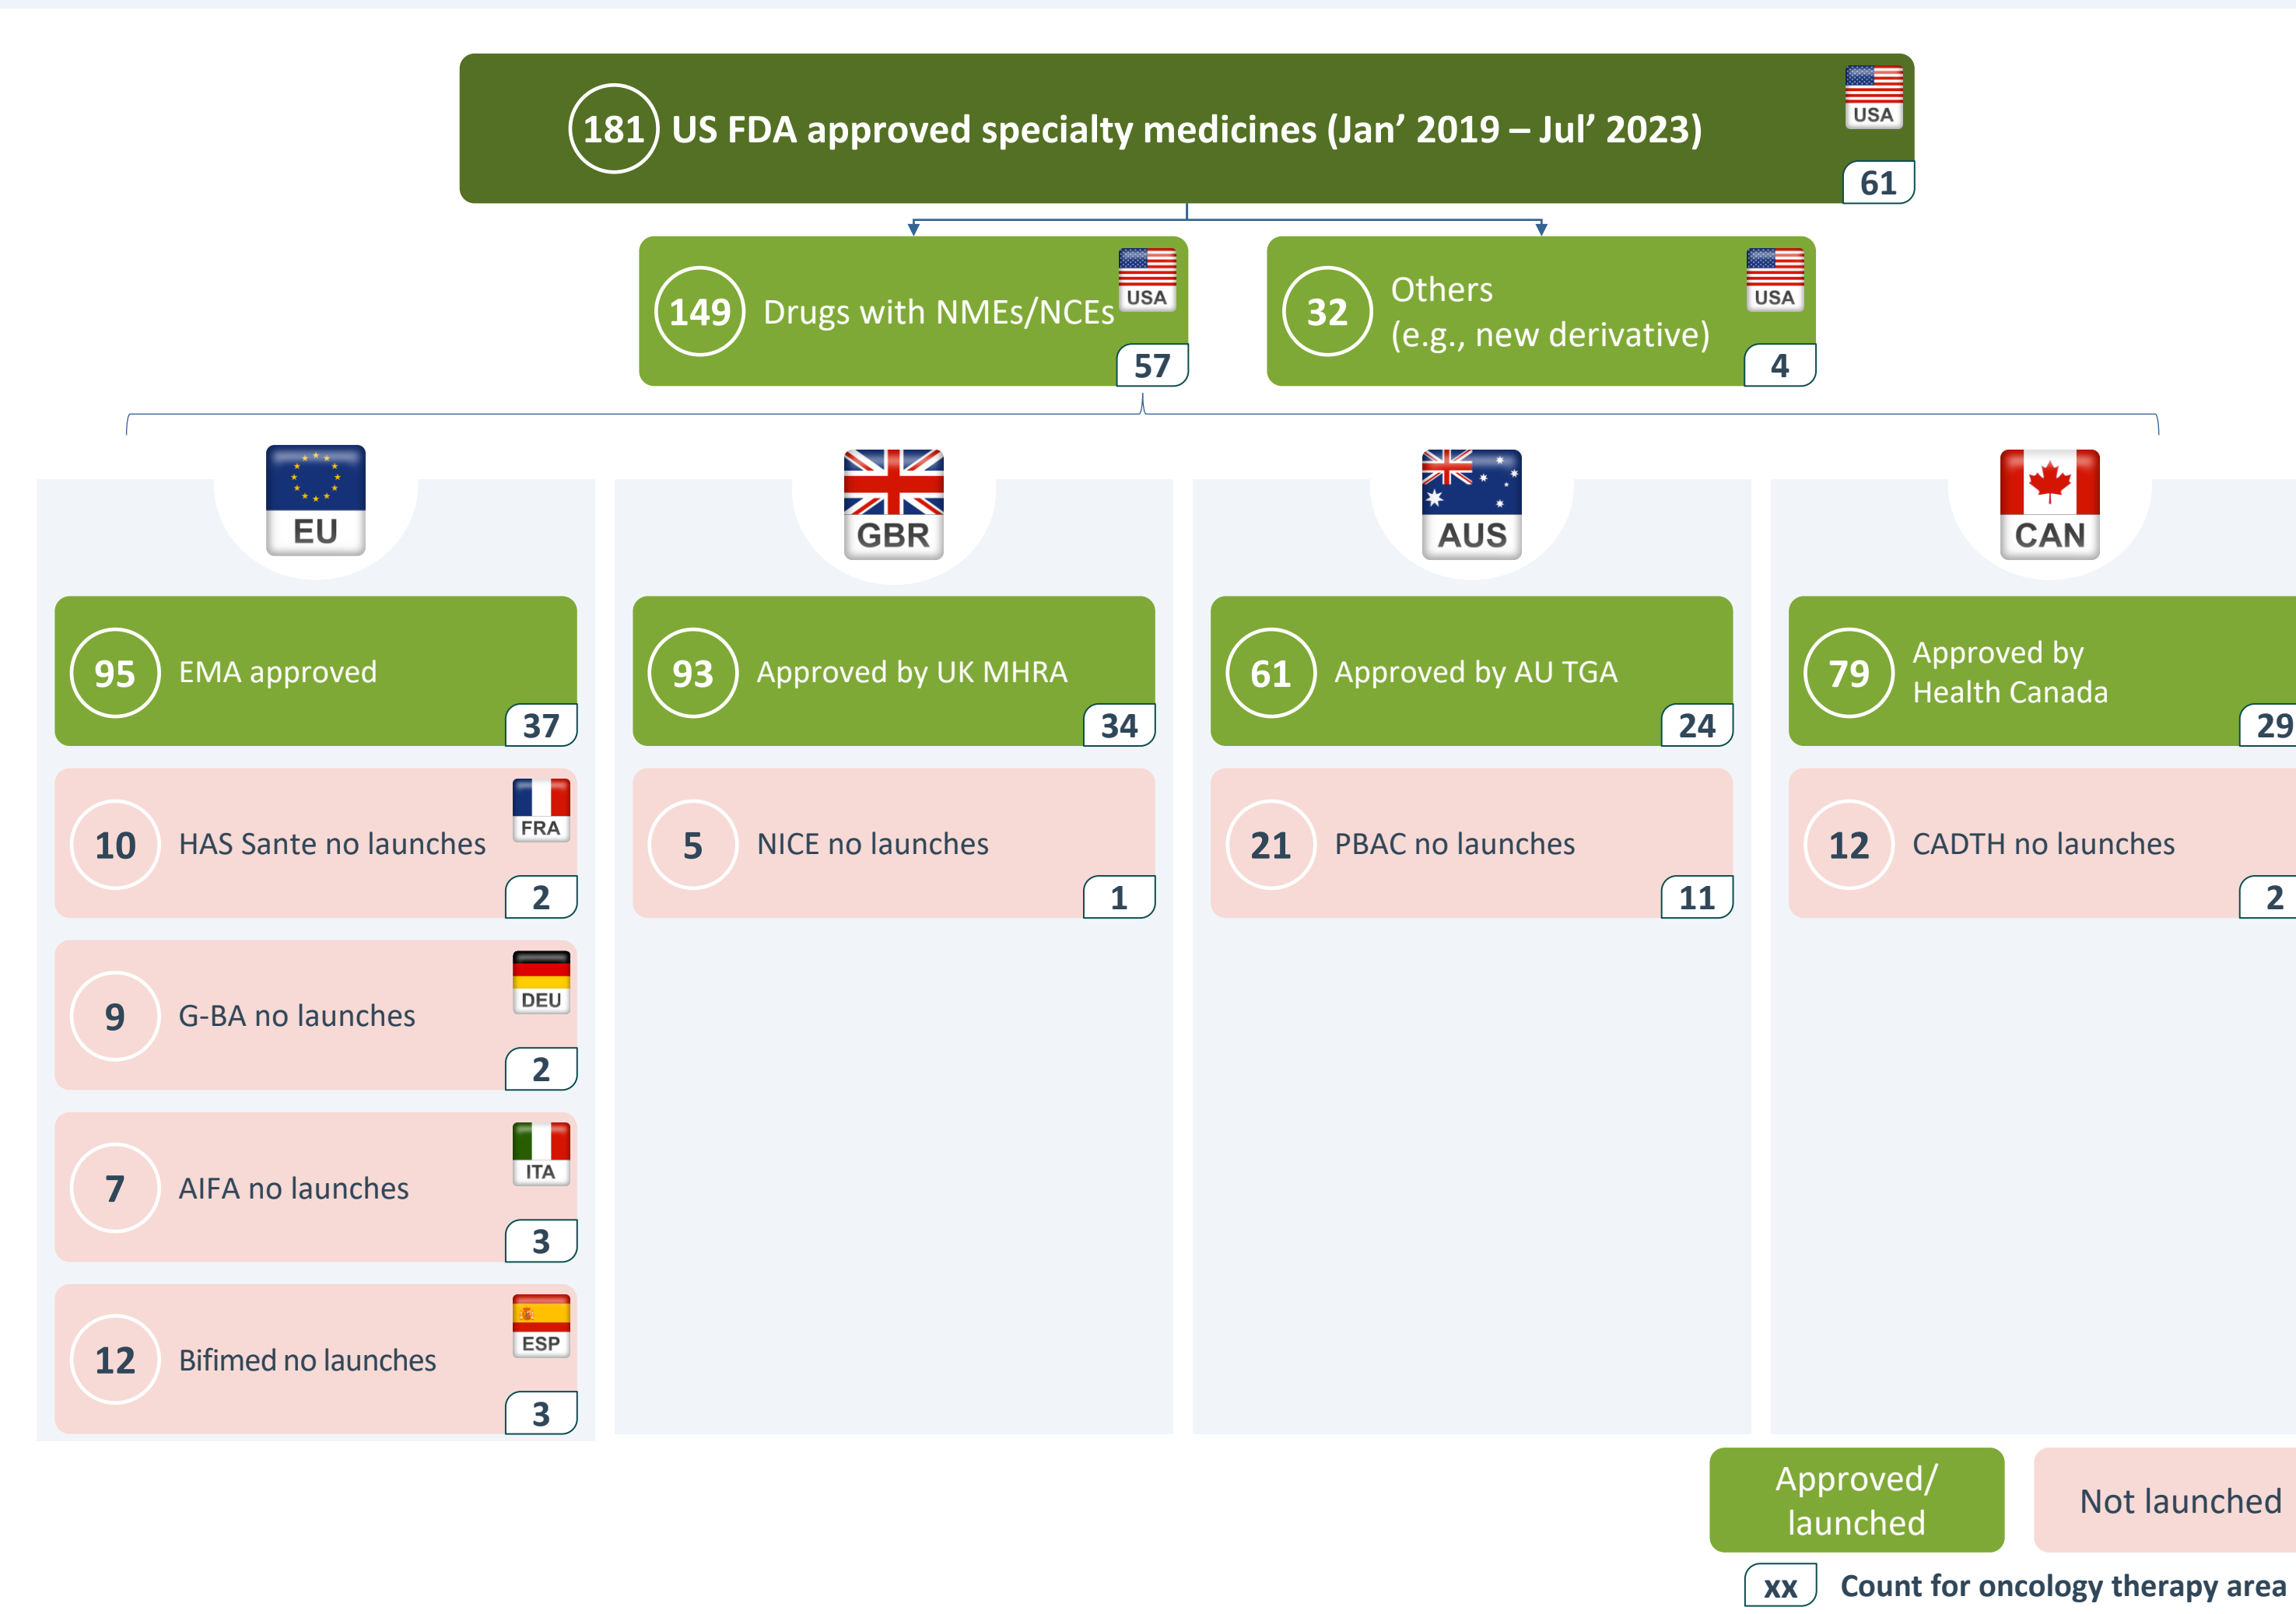 181 US FDA approved specialty medicines (Jan’ 2019 – Jul’ 2023)
USA
61
149 Drugs with NMEs/NCEs
USA
57
32 Others
(e.g., new derivative)
USA
4
EU
95 EMA approved
37
10 HAS Sante no launches
FRA
2
9 G-BA no launches
DEU
2
7 AIFA no launches
ITA
3
12 Bifimed no launches
ESP
3
GBR
93 Approved by UK MHRA
34
5 NICE no launches
1
AUS
61 Approved by AU TGA
24
21 PBAC no launches
11
CAN
79 Approved by
Health Canada
29
12 CADTH no launches
2
Approved/
launched
Not launched
xx Count for oncology therapy area